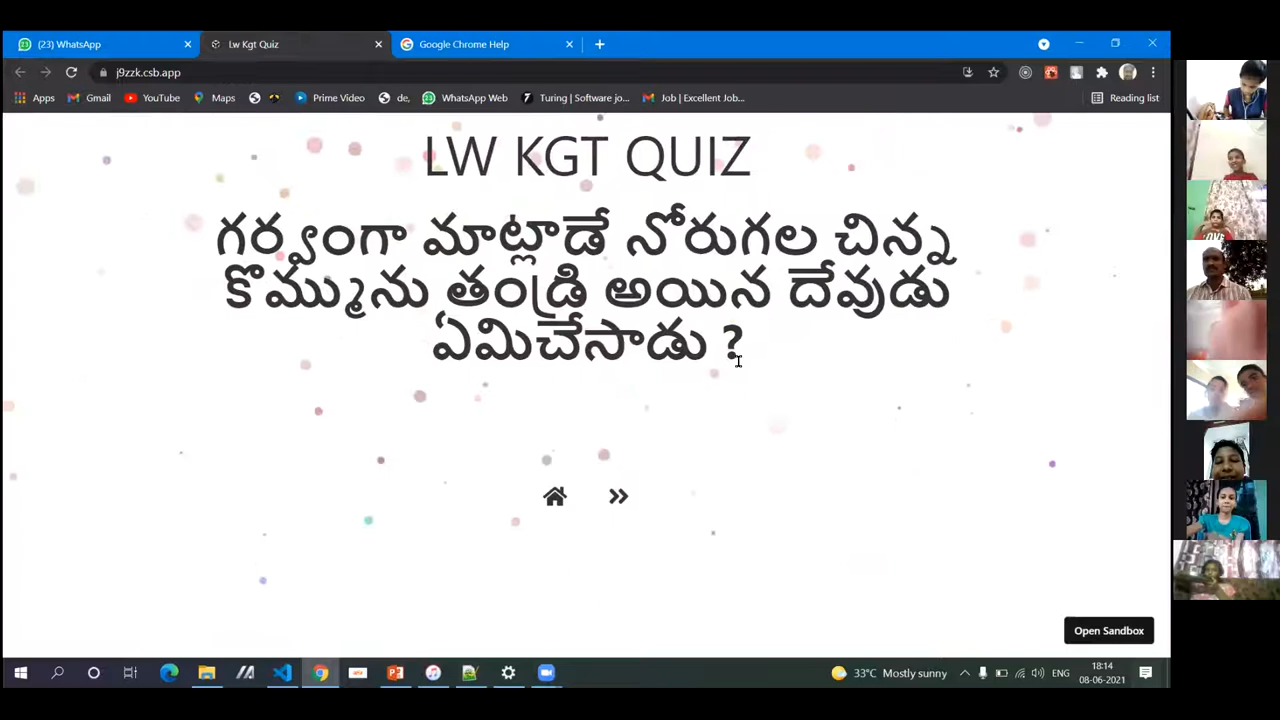 (23) WhatsApp
Lw Kgt Quiz
Google Chrome Help
j9zzk.csb.app
Apps
Gmail
YouTube
Maps
Prime Video
de,
WhatsApp Web
Turing | Software jo...
Job | Excellent Job...
Reading list
LW KGT QUIZ
గర్వంగా మాట్లాడే నోరుగల చిన్న
కొమ్మును తండ్రి అయిన దేవుడు
ఏమిచేసాడు ?
Open Sandbox
33°C Mostly sunny
ENG
18:14
08-06-2021